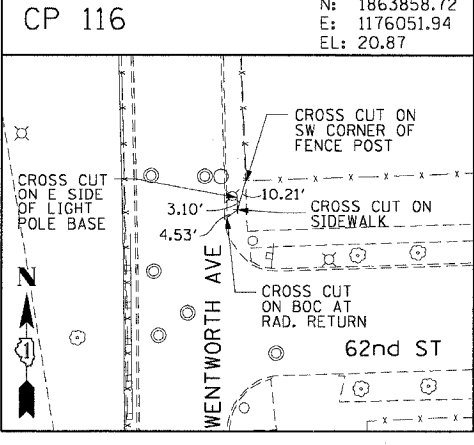 CP 116
N: 1863858.72
E: 1176051.94
EL: 20.87
CROSS CUT ON
SW CORNER OF
FENCE POST
CROSS CUT
ON E SIDE
OF LIGHT
POLE BASE
10.21'
3.10'
CROSS CUT ON
SIDEWALK
4.53'
N
1
CROSS CUT
ON BOC AT
RAD. RETURN
WENTWORTH AVE
62nd ST